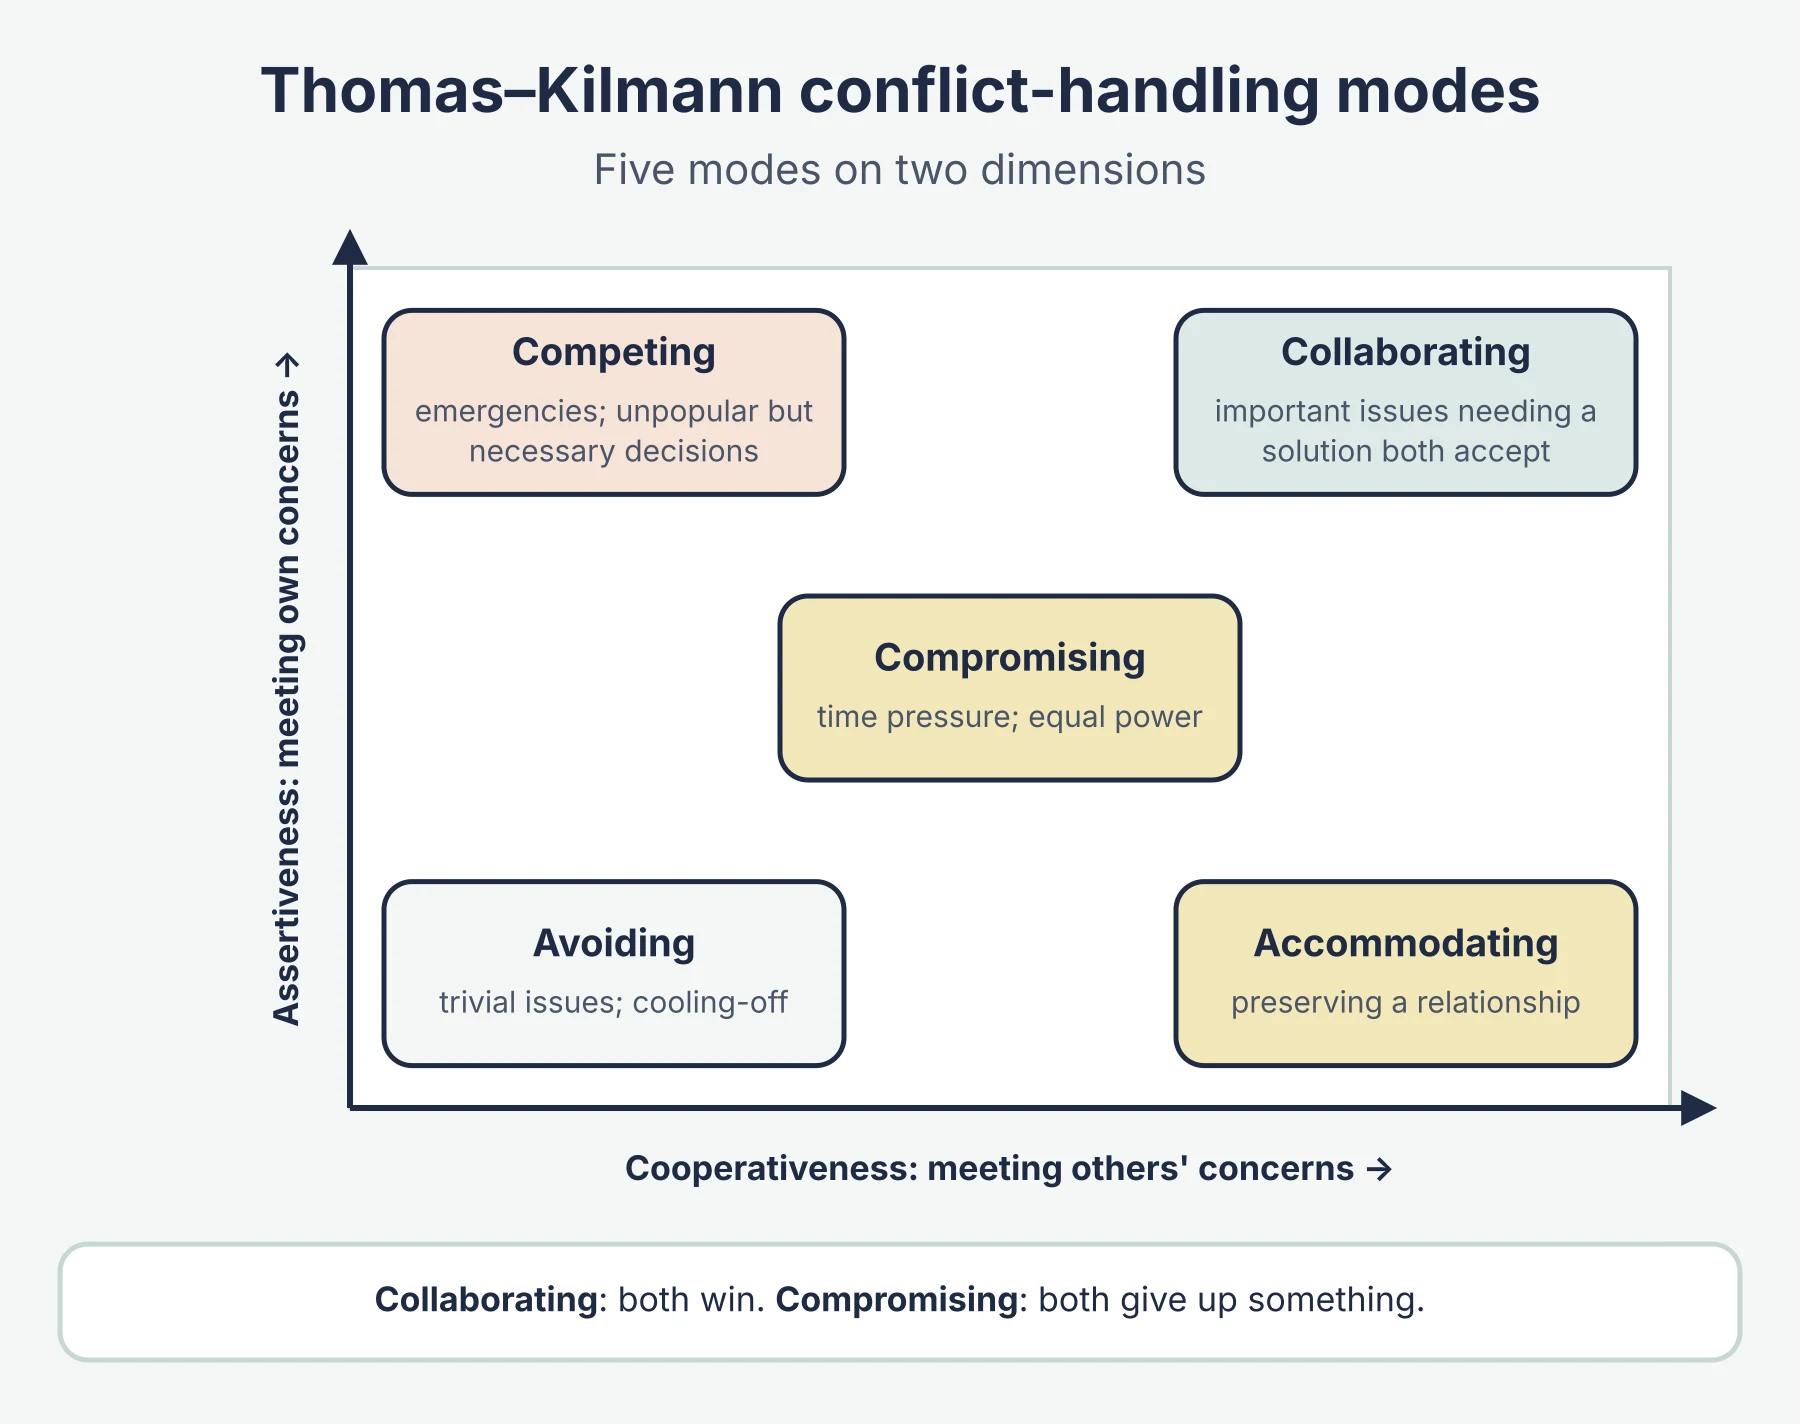 Thomas–Kilmann conflict-handling modes
Five modes on two dimensions
Assertiveness: meeting own concerns →
Competing
emergencies; unpopular but
necessary decisions
Collaborating
important issues needing a
solution both accept
Compromising
time pressure; equal power
Avoiding
trivial issues; cooling-off
Accommodating
preserving a relationship
Cooperativeness: meeting others' concerns →
Collaborating: both win. Compromising: both give up something.